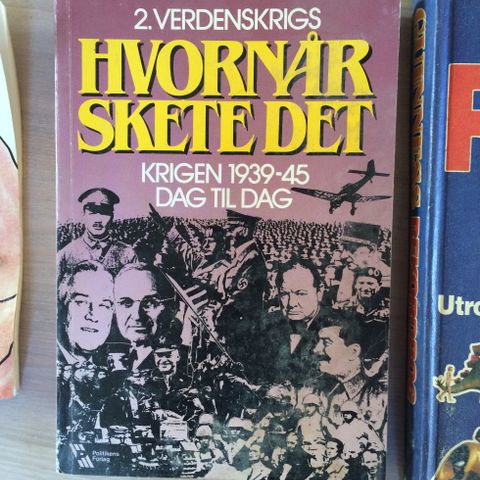 2. VERDENSKRIGS
HVORNÅR
SKETE DET
KRIGEN 1939-45
DAG TIL DAG
Politikens
Forlag
Utro